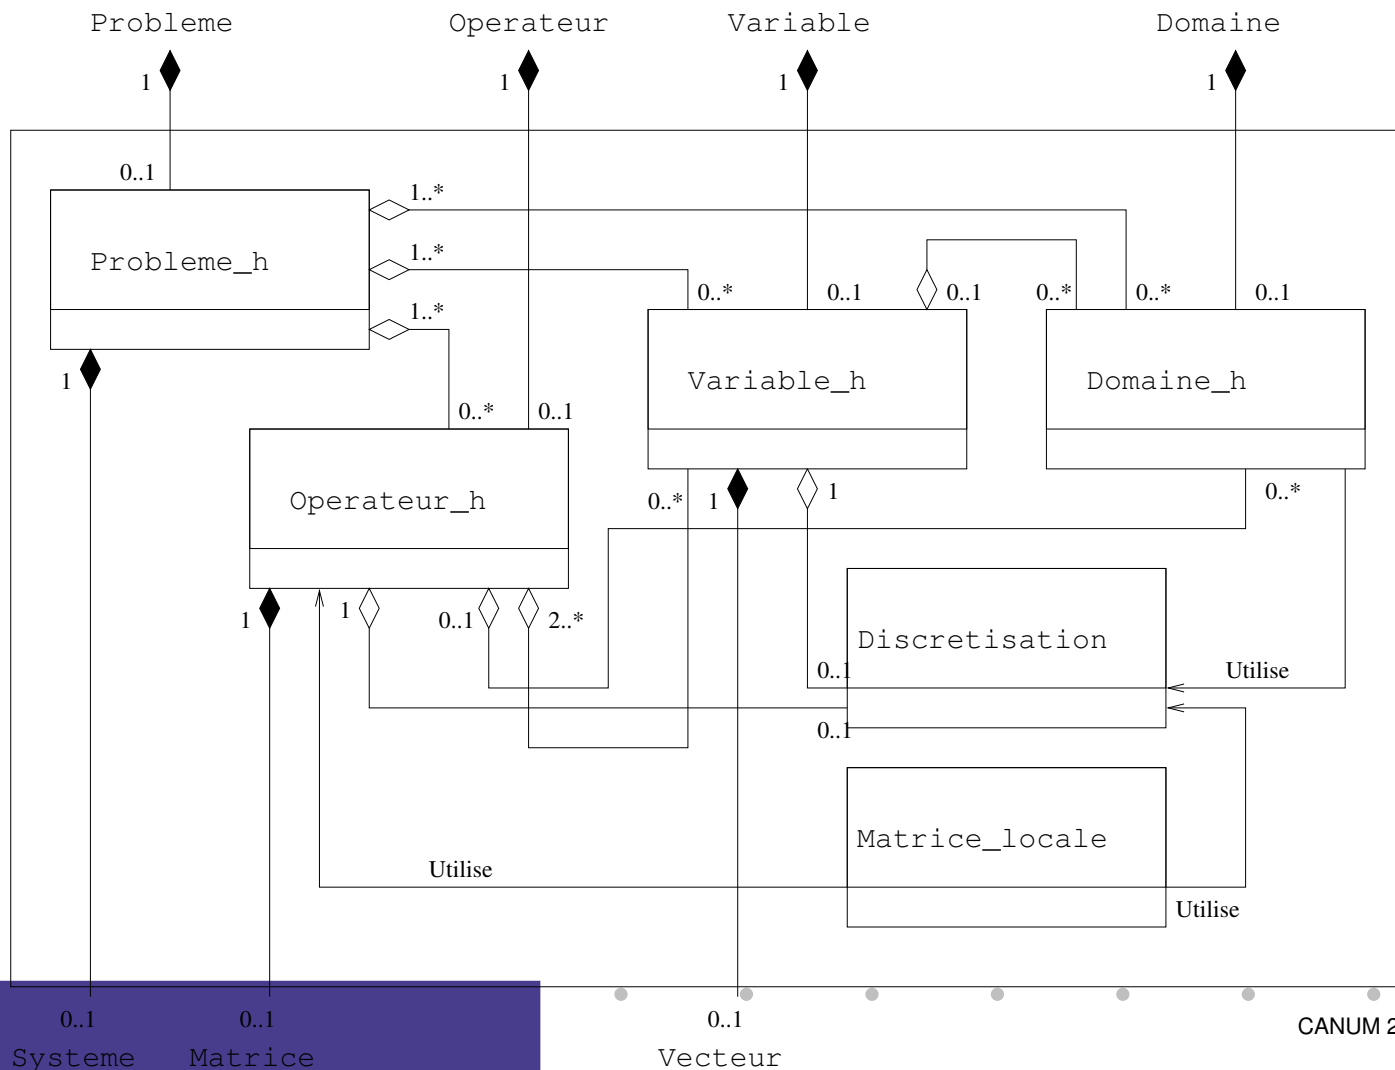 Probleme Operateur Variable Domaine
1 1 1 1
0..1
1..*
Probleme_h
1..*
0..* 0..1 0..1 0..* 0..* 0..1
1..*
1
Variable_h Domaine_h
0..* 0..1
Operateur_h
0..* 1 1 0..*
1 1 0..1 2..*
Discretisation
0..1 Utilise
0..1
Matrice_locale
Utilise
Utilise
0..1 0..1 0..1
CANUM 2
Systeme Matrice Vecteur